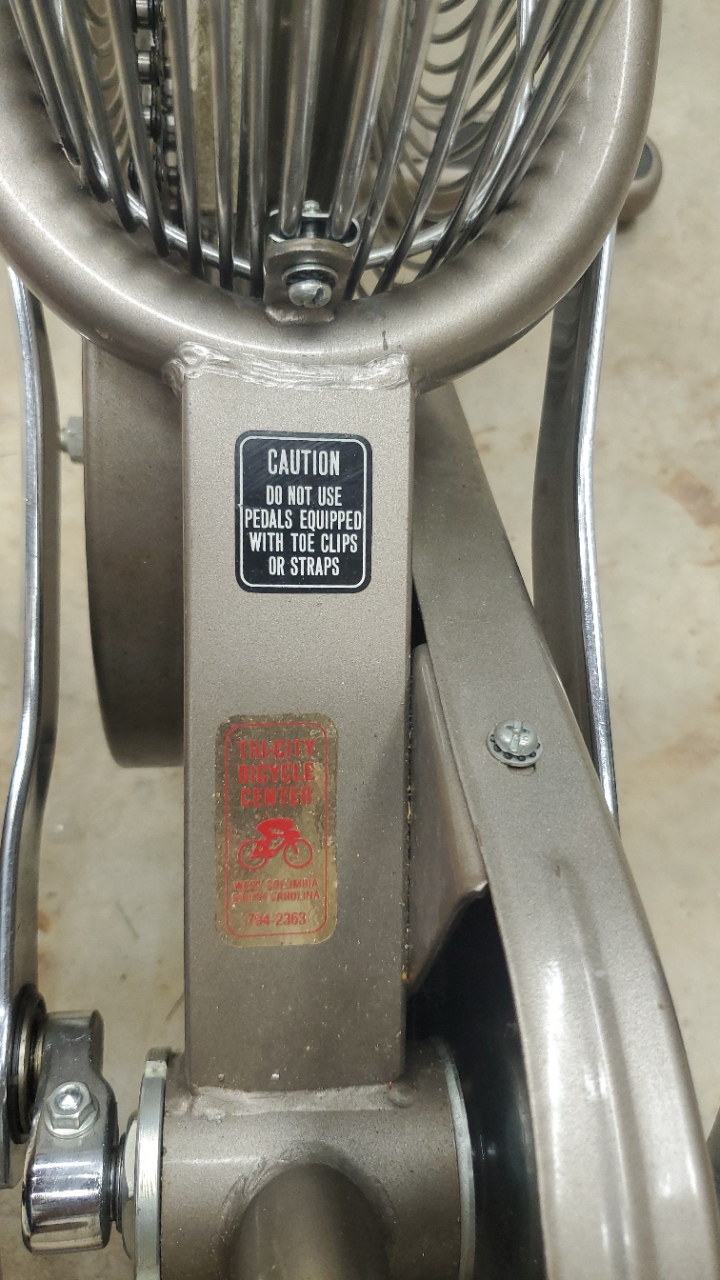 CAUTION
DO NOT USE
PEDALS EQUIPPED
WITH TOE CLIPS
OR STRAPS
TRI-CITY
BICYCLE
CENTER
WEST COLUMBIA
SOUTH CAROLINA
794-2363